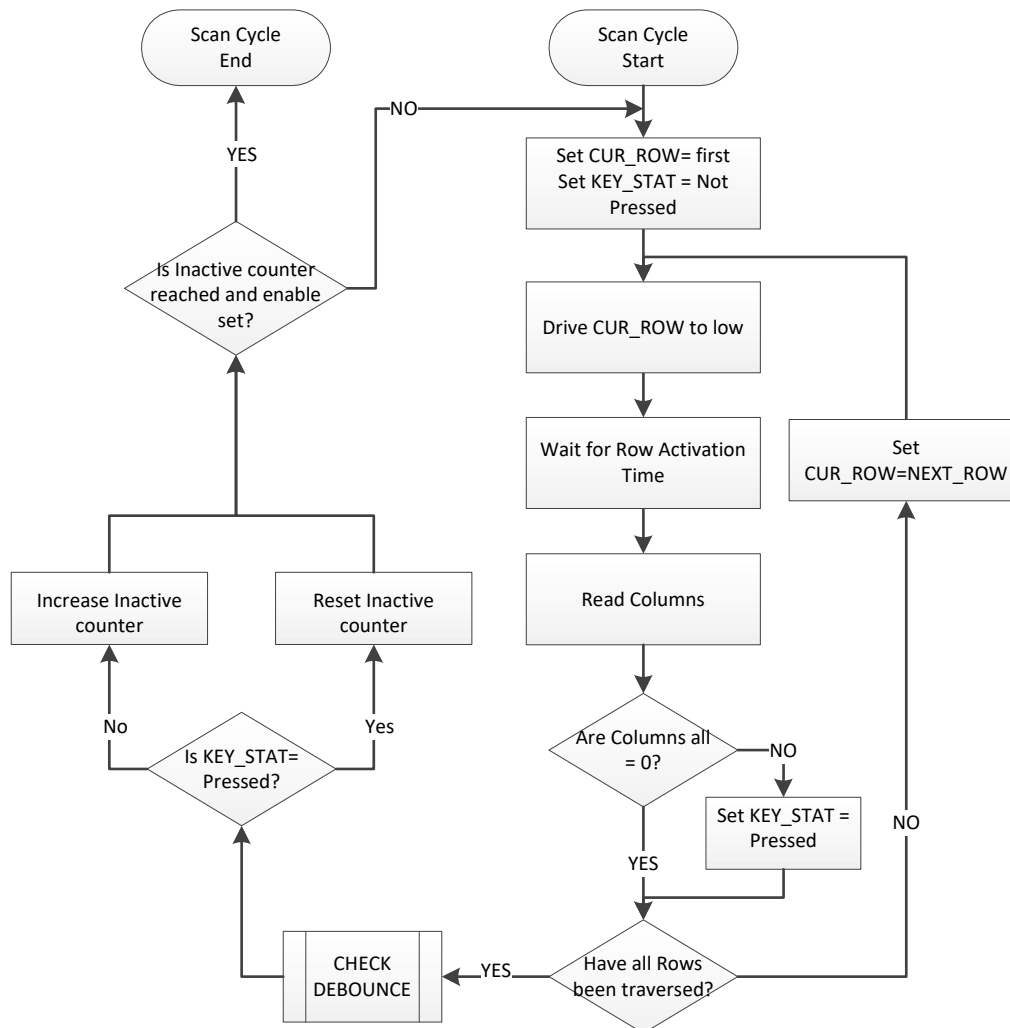 Scan Cycle
End
Scan Cycle
Start
NO
YES
Set CUR_ROW= first
Set KEY_STAT = Not
Pressed
Is Inactive counter
reached and enable
set?
Drive CUR_ROW to low
Wait for Row Activation
Time
Set
CUR_ROW=NEXT_ROW
Increase Inactive
counter
Reset Inactive
counter
Read Columns
No
Yes
Is KEY_STAT=
Pressed?
Are Columns all
= 0?
NO
Set KEY_STAT =
Pressed
NO
YES
CHECK
DEBOUNCE
YES
Have all Rows
been traversed?